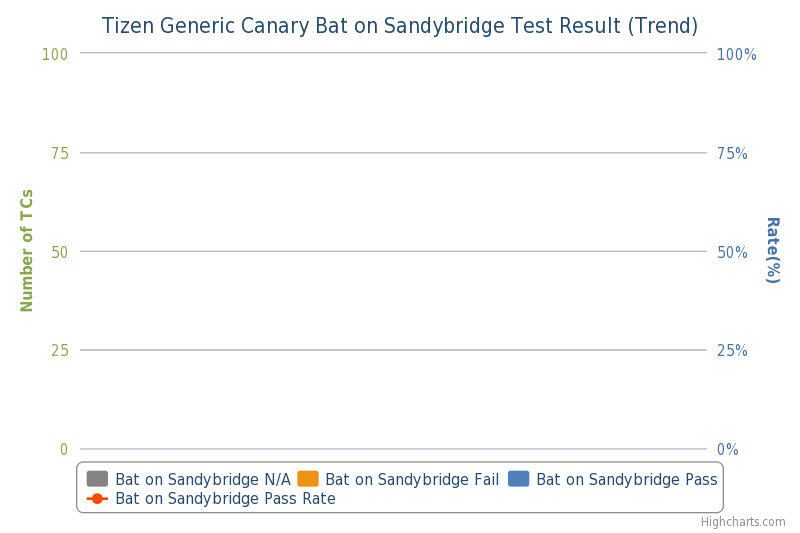 Tizen Generic Canary Bat on Sandybridge Test Result (Trend)
100
75
50
25
0
Number of TCs
100%
75%
50%
25%
0%
Rate(%)
Bat on Sandybridge N/A Bat on Sandybridge Fail Bat on Sandybridge Pass
Bat on Sandybridge Pass Rate
Highcharts.com